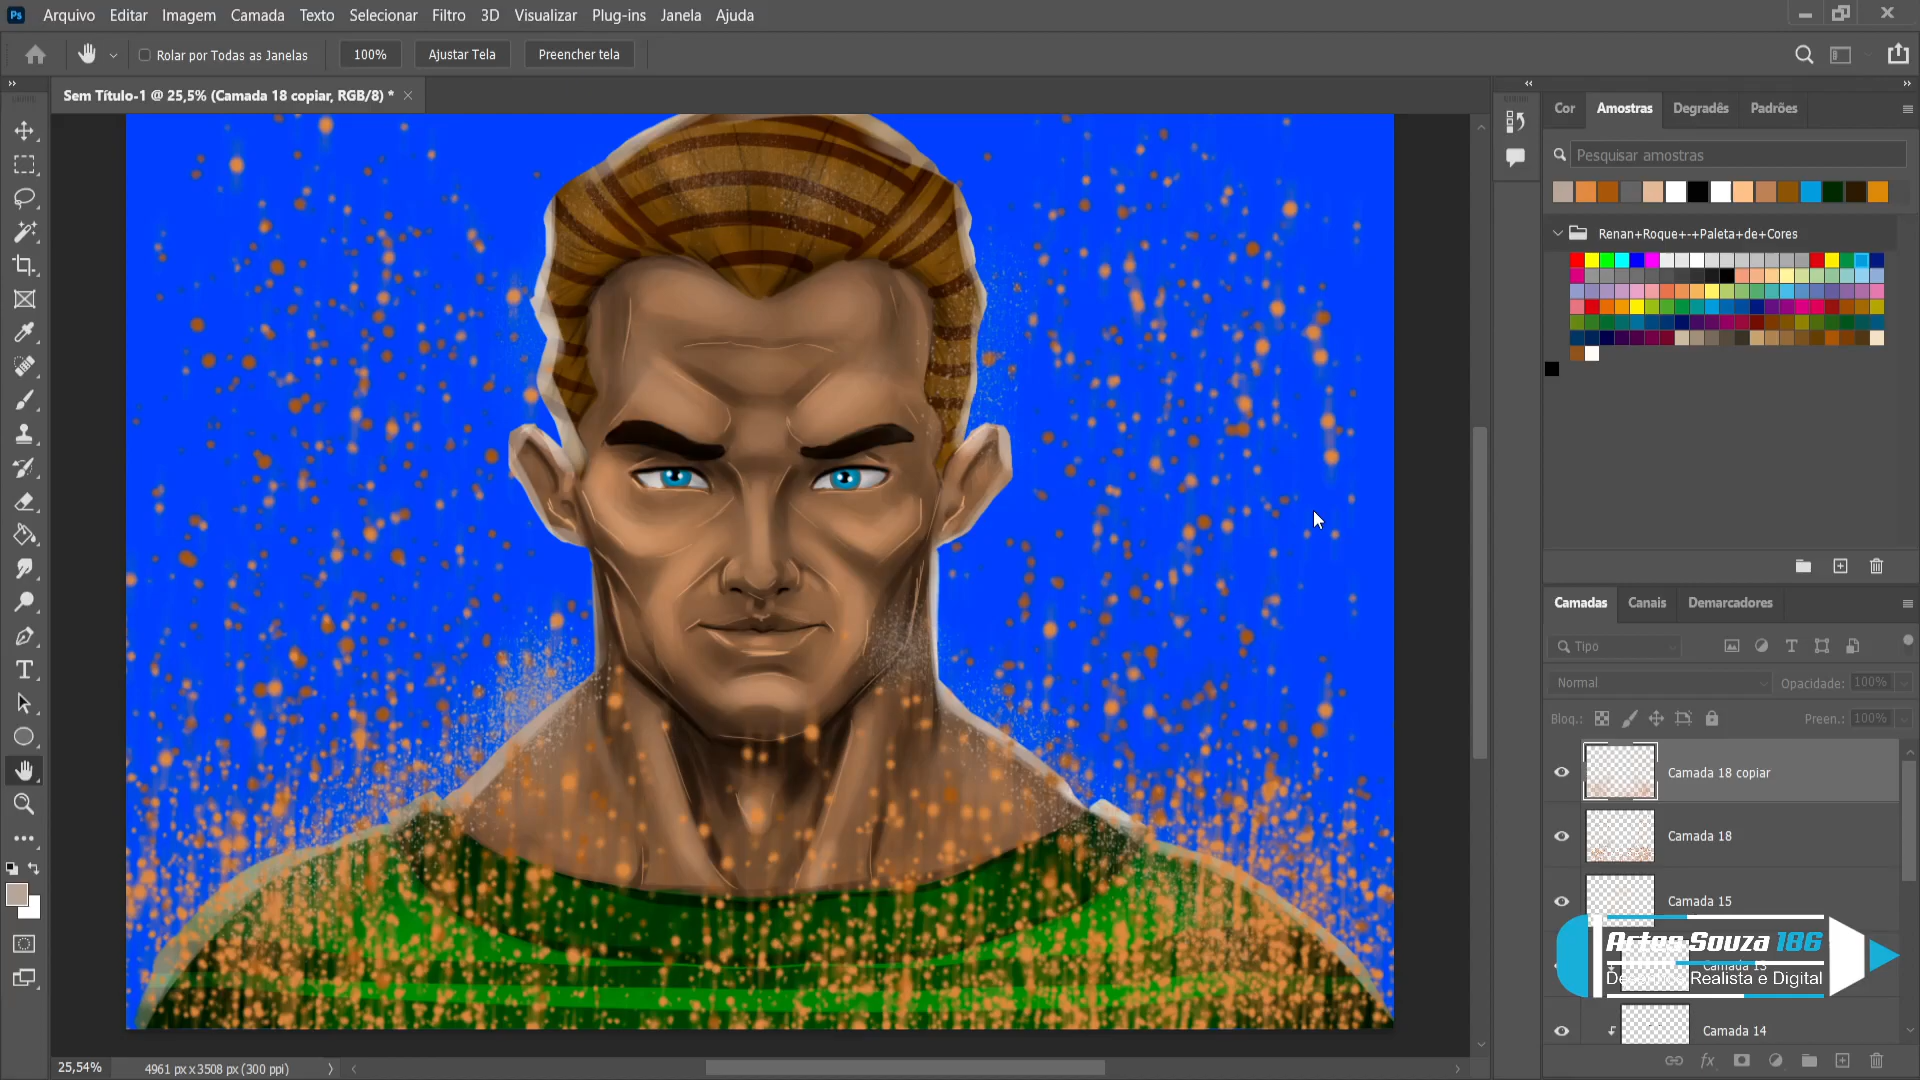 Ps Arquivo Editar Imagem Camada Texto Selecionar Filtro 3D Visualizar Plug-ins Janela Ajuda
Rolar por Todas as Janelas 100% Ajustar Tela Preencher tela
Sem Título-1 @ 25,5% (Camada 18 copiar, RGB/8) *
Cor Amostras Degradês Padrões
Pesquisar amostras
Renan+Roque+-+Paleta+de+Cores
Camadas Canais Demarcadores
Tipo
Normal Opacidade: 100%
Bloq.: Preen.: 100%
Camada 18 copiar
Camada 18
Camada 15
Artes Souza 186
Camada 13
Realista e Digital
Camada 14
25,54% 4961 px x 3508 px (300 ppi)